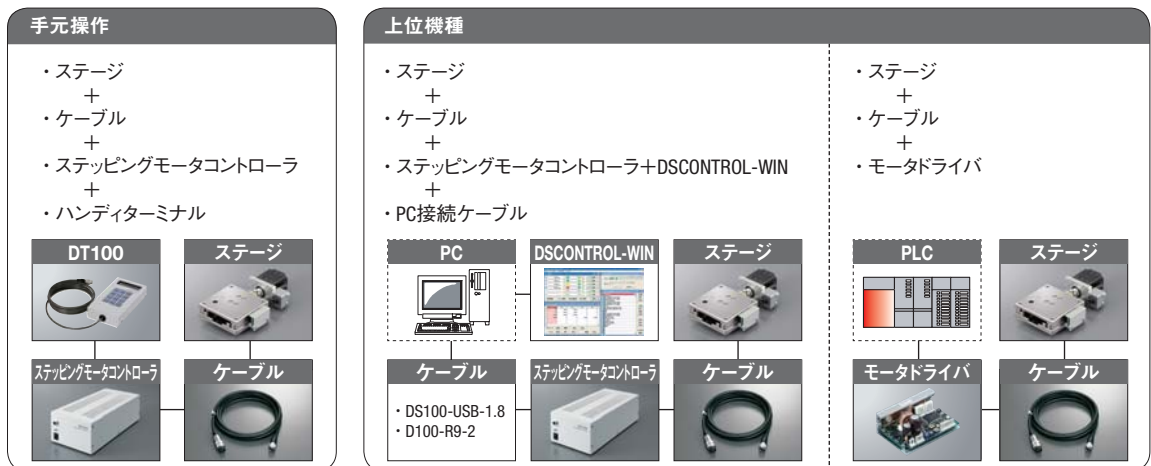 手元操作
・ステージ
＋
・ケーブル
＋
・ステッピングモータコントローラ
＋
・ハンディターミナル
DT100
ステージ
ステッピングモータコントローラ
ケーブル
上位機種
・ステージ
＋
・ケーブル
＋
・ステッピングモータコントローラ＋DSCONTROL-WIN
＋
・PC接続ケーブル
PC
DSCONTROL-WIN
ステージ
ケーブル
・DS100-USB-1.8
・D100-R9-2
ステッピングモータコントローラ
ケーブル
・ステージ
＋
・ケーブル
＋
・モータドライバ
PLC
ステージ
モータドライバ
ケーブル